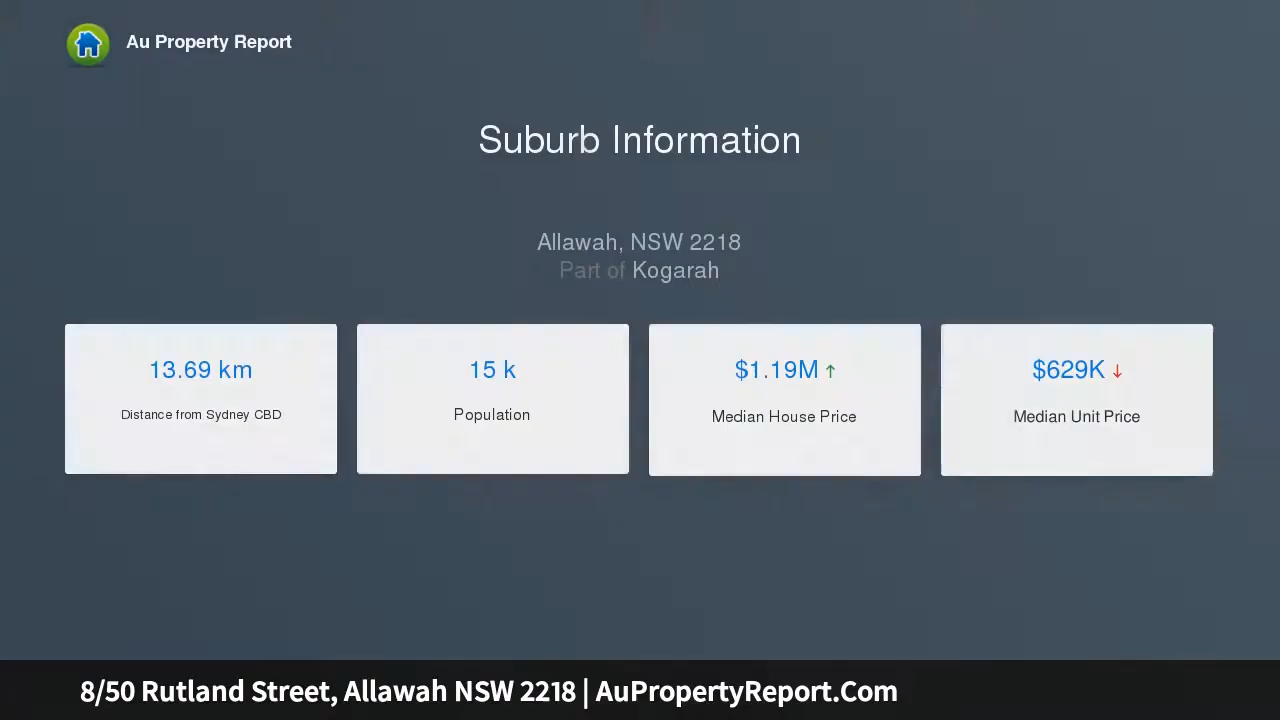 Au Property Report
Suburb Information
Allawah, NSW 2218
Part of Kogarah
13.69 km
Distance from Sydney CBD
15 k
Population
$1.19M ↑
Median House Price
$629K ↓
Median Unit Price
8/50 Rutland Street, Allawah NSW 2218 | AuPropertyReport.Com